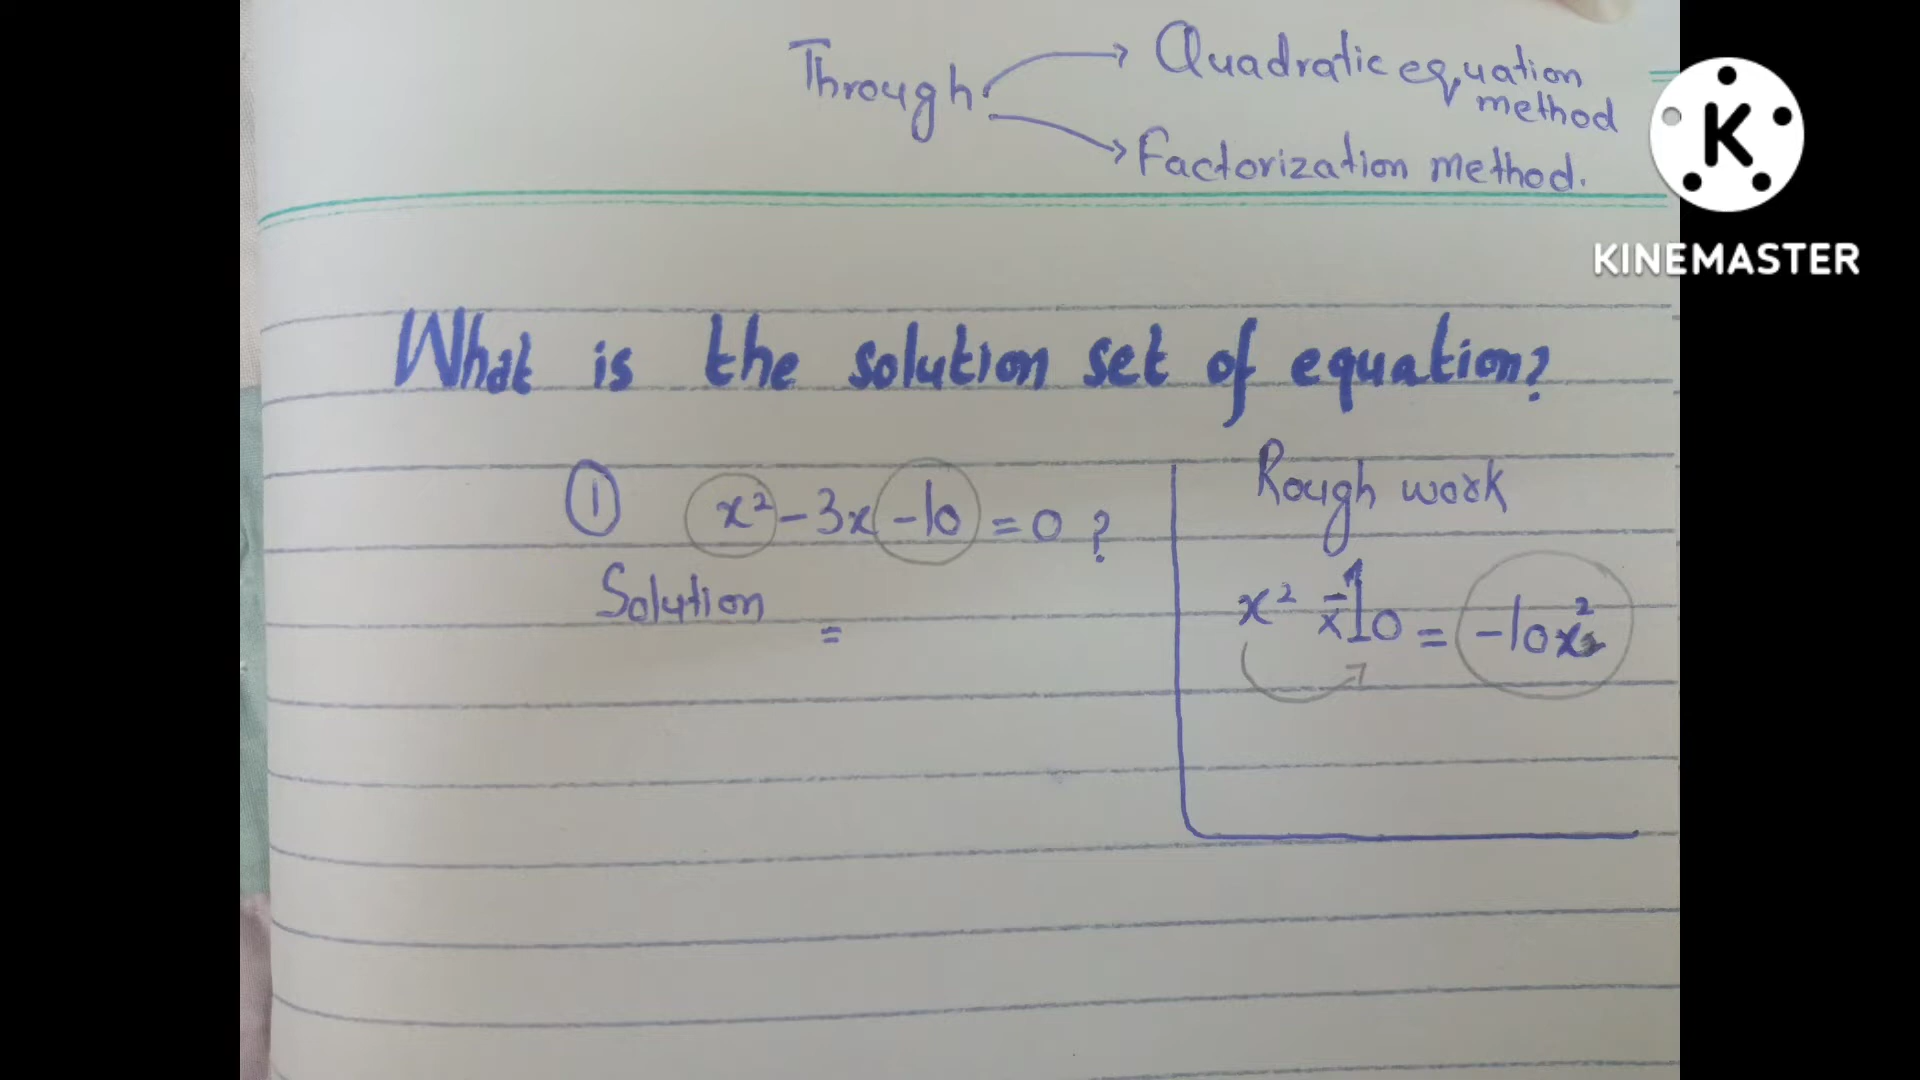 Through → Quadratic equation
method
→ Factorization method.
K
KINEMASTER
What is the solution set of equation?
① x² - 3x - 10 = 0 ?
Solution =
Rough work
x² × -10 = -10x²